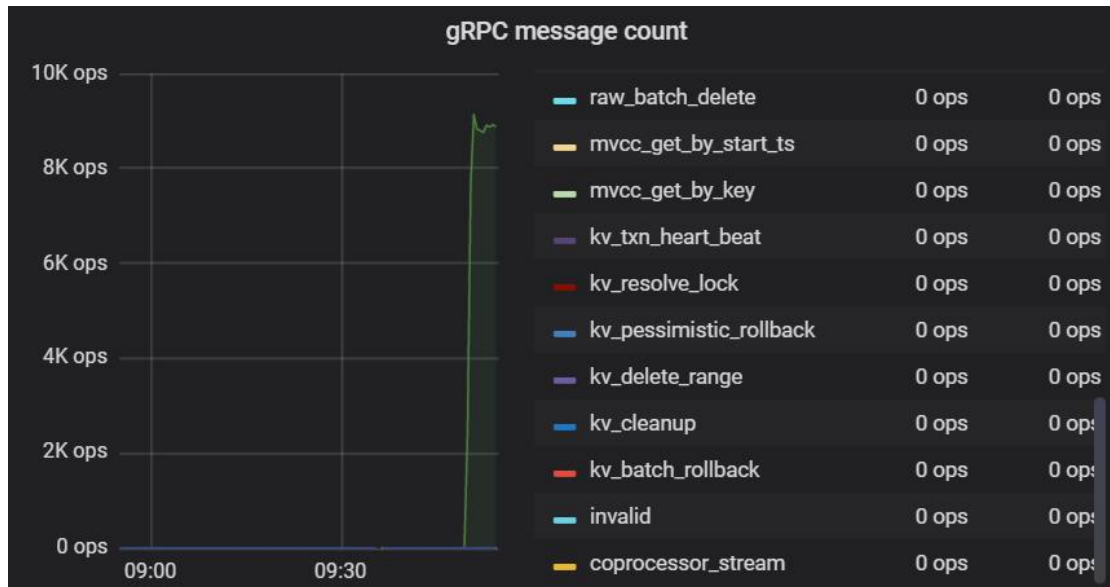 gRPC message count
10K ops
8K ops
6K ops
4K ops
2K ops
0 ops
09:00 09:30
raw_batch_delete 0 ops 0 ops
mvcc_get_by_start_ts 0 ops 0 ops
mvcc_get_by_key 0 ops 0 ops
kv_txn_heart_beat 0 ops 0 ops
kv_resolve_lock 0 ops 0 ops
kv_pessimistic_rollback 0 ops 0 ops
kv_delete_range 0 ops 0 ops
kv_cleanup 0 ops 0 ops
kv_batch_rollback 0 ops 0 ops
invalid 0 ops 0 ops
coprocessor_stream 0 ops 0 ops